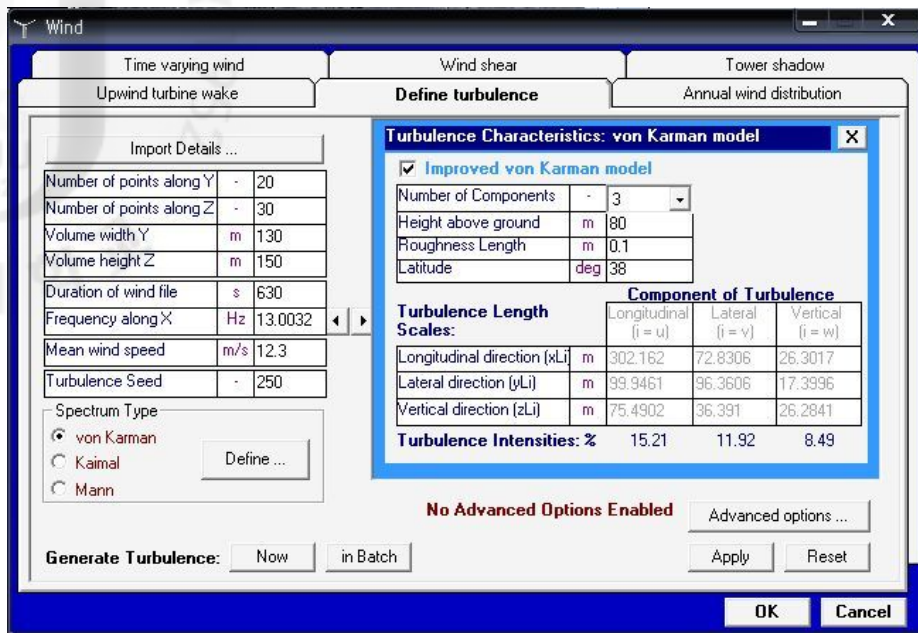 Wind
Time varying wind Wind shear Tower shadow
Upwind turbine wake Define turbulence Annual wind distribution
Import Details ...
Number of points along Y - 20
Number of points along Z - 30
Volume width Y m 130
Volume height Z m 150
Duration of wind file s 630
Frequency along X Hz 13.0032
Mean wind speed m/s 12.3
Turbulence Seed - 250
Spectrum Type
von Karman
Kaimal
Mann
Define ...
Turbulence Characteristics: von Karman model X
Improved von Karman model
Number of Components - 3
Height above ground m 80
Roughness Length m 0.1
Latitude deg 38
Component of Turbulence
Turbulence Length Scales:
Longitudinal (i = u) Lateral (i = v) Vertical (i = w)
Longitudinal direction (xLi) m 302.162 72.8306 26.3017
Lateral direction (yLi) m 99.9461 96.3606 17.3996
Vertical direction (zLi) m 75.4902 36.391 26.2841
Turbulence Intensities: % 15.21 11.92 8.49
No Advanced Options Enabled Advanced options ...
Generate Turbulence: Now in Batch Apply Reset
OK Cancel